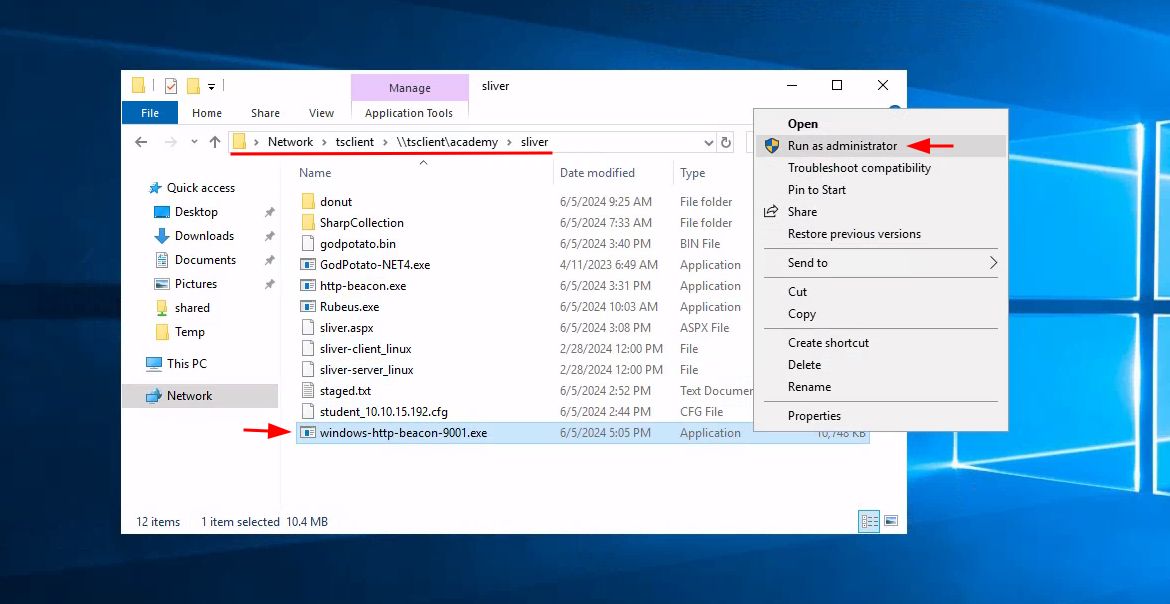 Manage
sliver
File Home Share View Application Tools
Network tsclient \\tsclient\academy sliver
Name Date modified Type
Quick access
Desktop
Downloads
Documents
Pictures
shared
Temp
This PC
Network
donut 6/5/2024 9:25 AM File folder
SharpCollection 6/5/2024 7:33 AM File folder
godpotato.bin 6/5/2024 3:40 PM BIN File
GodPotato-NET4.exe 4/11/2023 6:49 AM Application
http-beacon.exe 6/5/2024 3:31 PM Application
Rubeus.exe 6/5/2024 10:03 AM Application
sliver.aspx 6/5/2024 3:08 PM ASPX File
sliver-client_linux 2/28/2024 12:00 PM File
sliver-server_linux 2/28/2024 12:00 PM File
staged.txt 6/5/2024 2:52 PM Text Documen
student_10.10.15.192.cfg 6/5/2024 2:44 PM CFG File
windows-http-beacon-9001.exe 6/5/2024 5:05 PM Application 10,748 KB
12 items 1 item selected 10.4 MB
Open
Run as administrator
Troubleshoot compatibility
Pin to Start
Share
Restore previous versions
Send to
Cut
Copy
Create shortcut
Delete
Rename
Properties